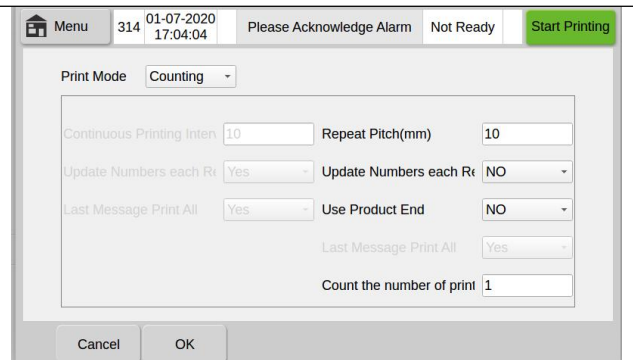 Menu 314 01-07-2020 17:04:04 Please Acknowledge Alarm Not Ready Start Printing
Print Mode Counting
Continuous Printing Inter 10 Repeat Pitch(mm) 10
Update Numbers each Re Yes Update Numbers each Re NO
Last Message Print All Yes Use Product End NO
Last Message Print All Yes
Count the number of print 1
Cancel OK